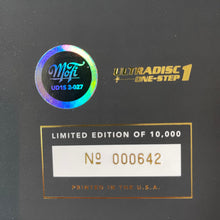 MoFi
UD1S 2-027
ULTRADISC
ONE-STEP 1
LIMITED EDITION OF 10,000
Nº 000642
PRINTED IN THE U.S.A.